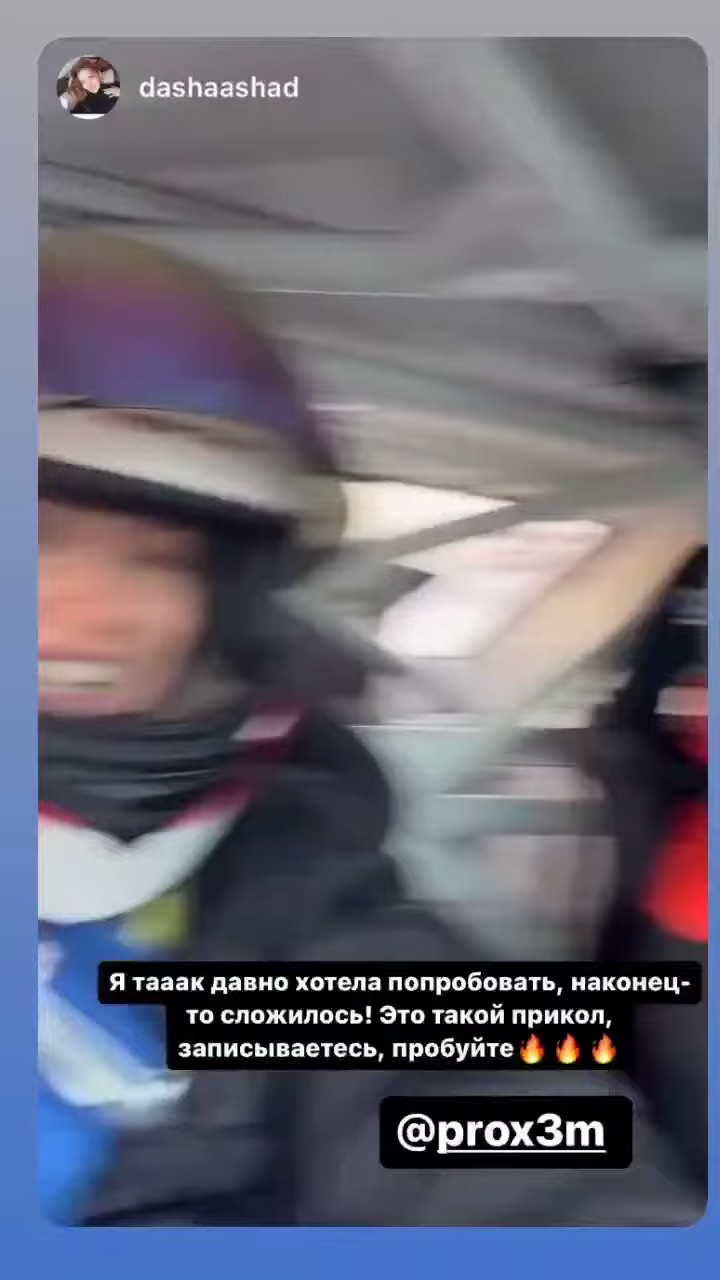 dashaashad
Я тааак давно хотела попробовать, наконец-
то сложилось! Это такой прикол,
записываетесь, пробуйте🔥🔥🔥
@prox3m